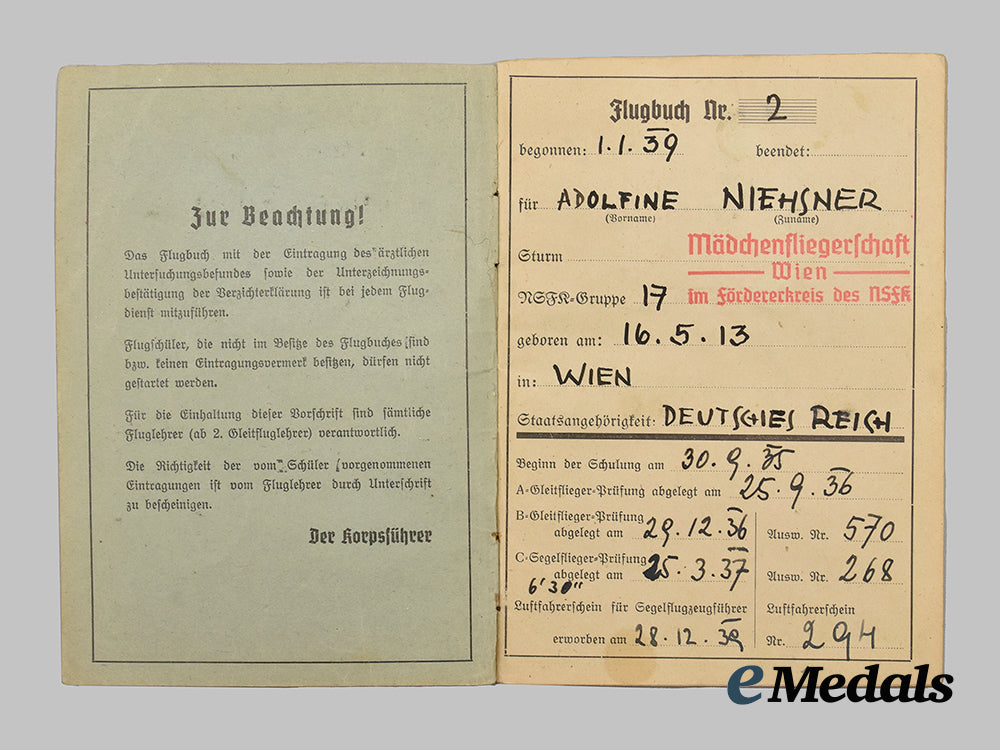 Zur Beachtung!
Das Flugbuch mit der Eintragung des ärztlichen
Untersuchungsbefundes sowie der Unterzeichnungs-
bestätigung der Verzichterklärung ist bei jedem Flug-
dienst mitzuführen.
Flugschüler, die nicht im Besitze des Flugbuches sind
bzw. keinen Eintragungsvermerk besitzen, dürfen nicht
gestartet werden.
Für die Einhaltung dieser Vorschrift sind sämtliche
Fluglehrer (ab 2. Gleitfluglehrer) verantwortlich.
Die Richtigkeit der vom Schüler vorgenommenen
Eintragungen ist vom Fluglehrer durch Unterschrift
zu bescheinigen.
Der Korpsführer
Flugbuch Nr. 2
begonnen: 1.1.39 beendet:
für ADOLFINE NIEHSNER
(Vorname) (Zuname)
Mädchenfliegerschaft
Sturm
Wien
NSFK-Gruppe 17 im Fördererkreis des NSFK
geboren am: 16.5.13
in: WIEN
Staatsangehörigkeit: DEUTSCHES REICH
Beginn der Schulung am 30.9.35
A-Gleitflieger-Prüfung abgelegt am 25.9.36
B-Gleitflieger-Prüfung
abgelegt am 29.12.36 Ausw. Nr. 570
C-Segelflieger-Prüfung
abgelegt am 25.3.37 Ausw. Nr. 268
6'30"
Luftfahrerschein für Segelflugzeugführer Luftfahrerschein
erworben am 28.12.39 Nr. 294
eMedals